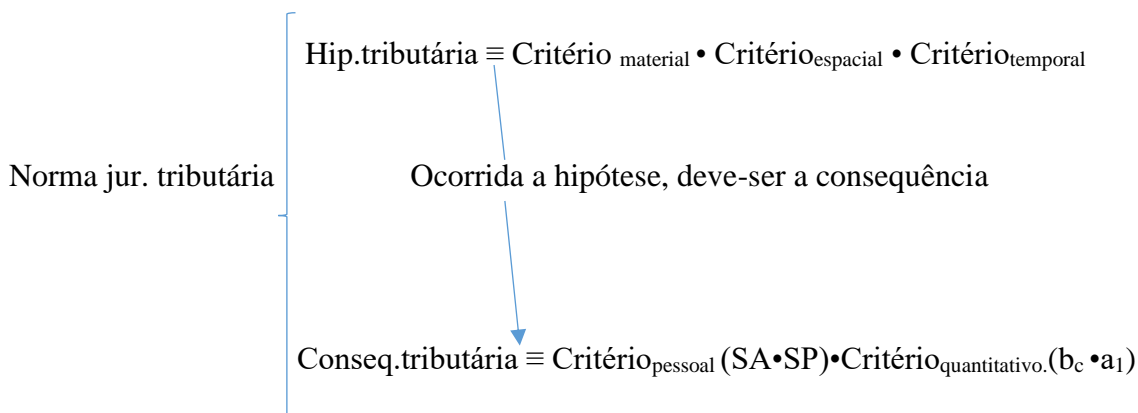 Hip.tributária ≡ Critério material • Critérioespacial • Critériotemporal
Norma jur. tributária
Ocorrida a hipótese, deve-ser a consequência
Conseq.tributária ≡ Critériopessoal (SA•SP)•Critérioquantitativo.(bc •a1)